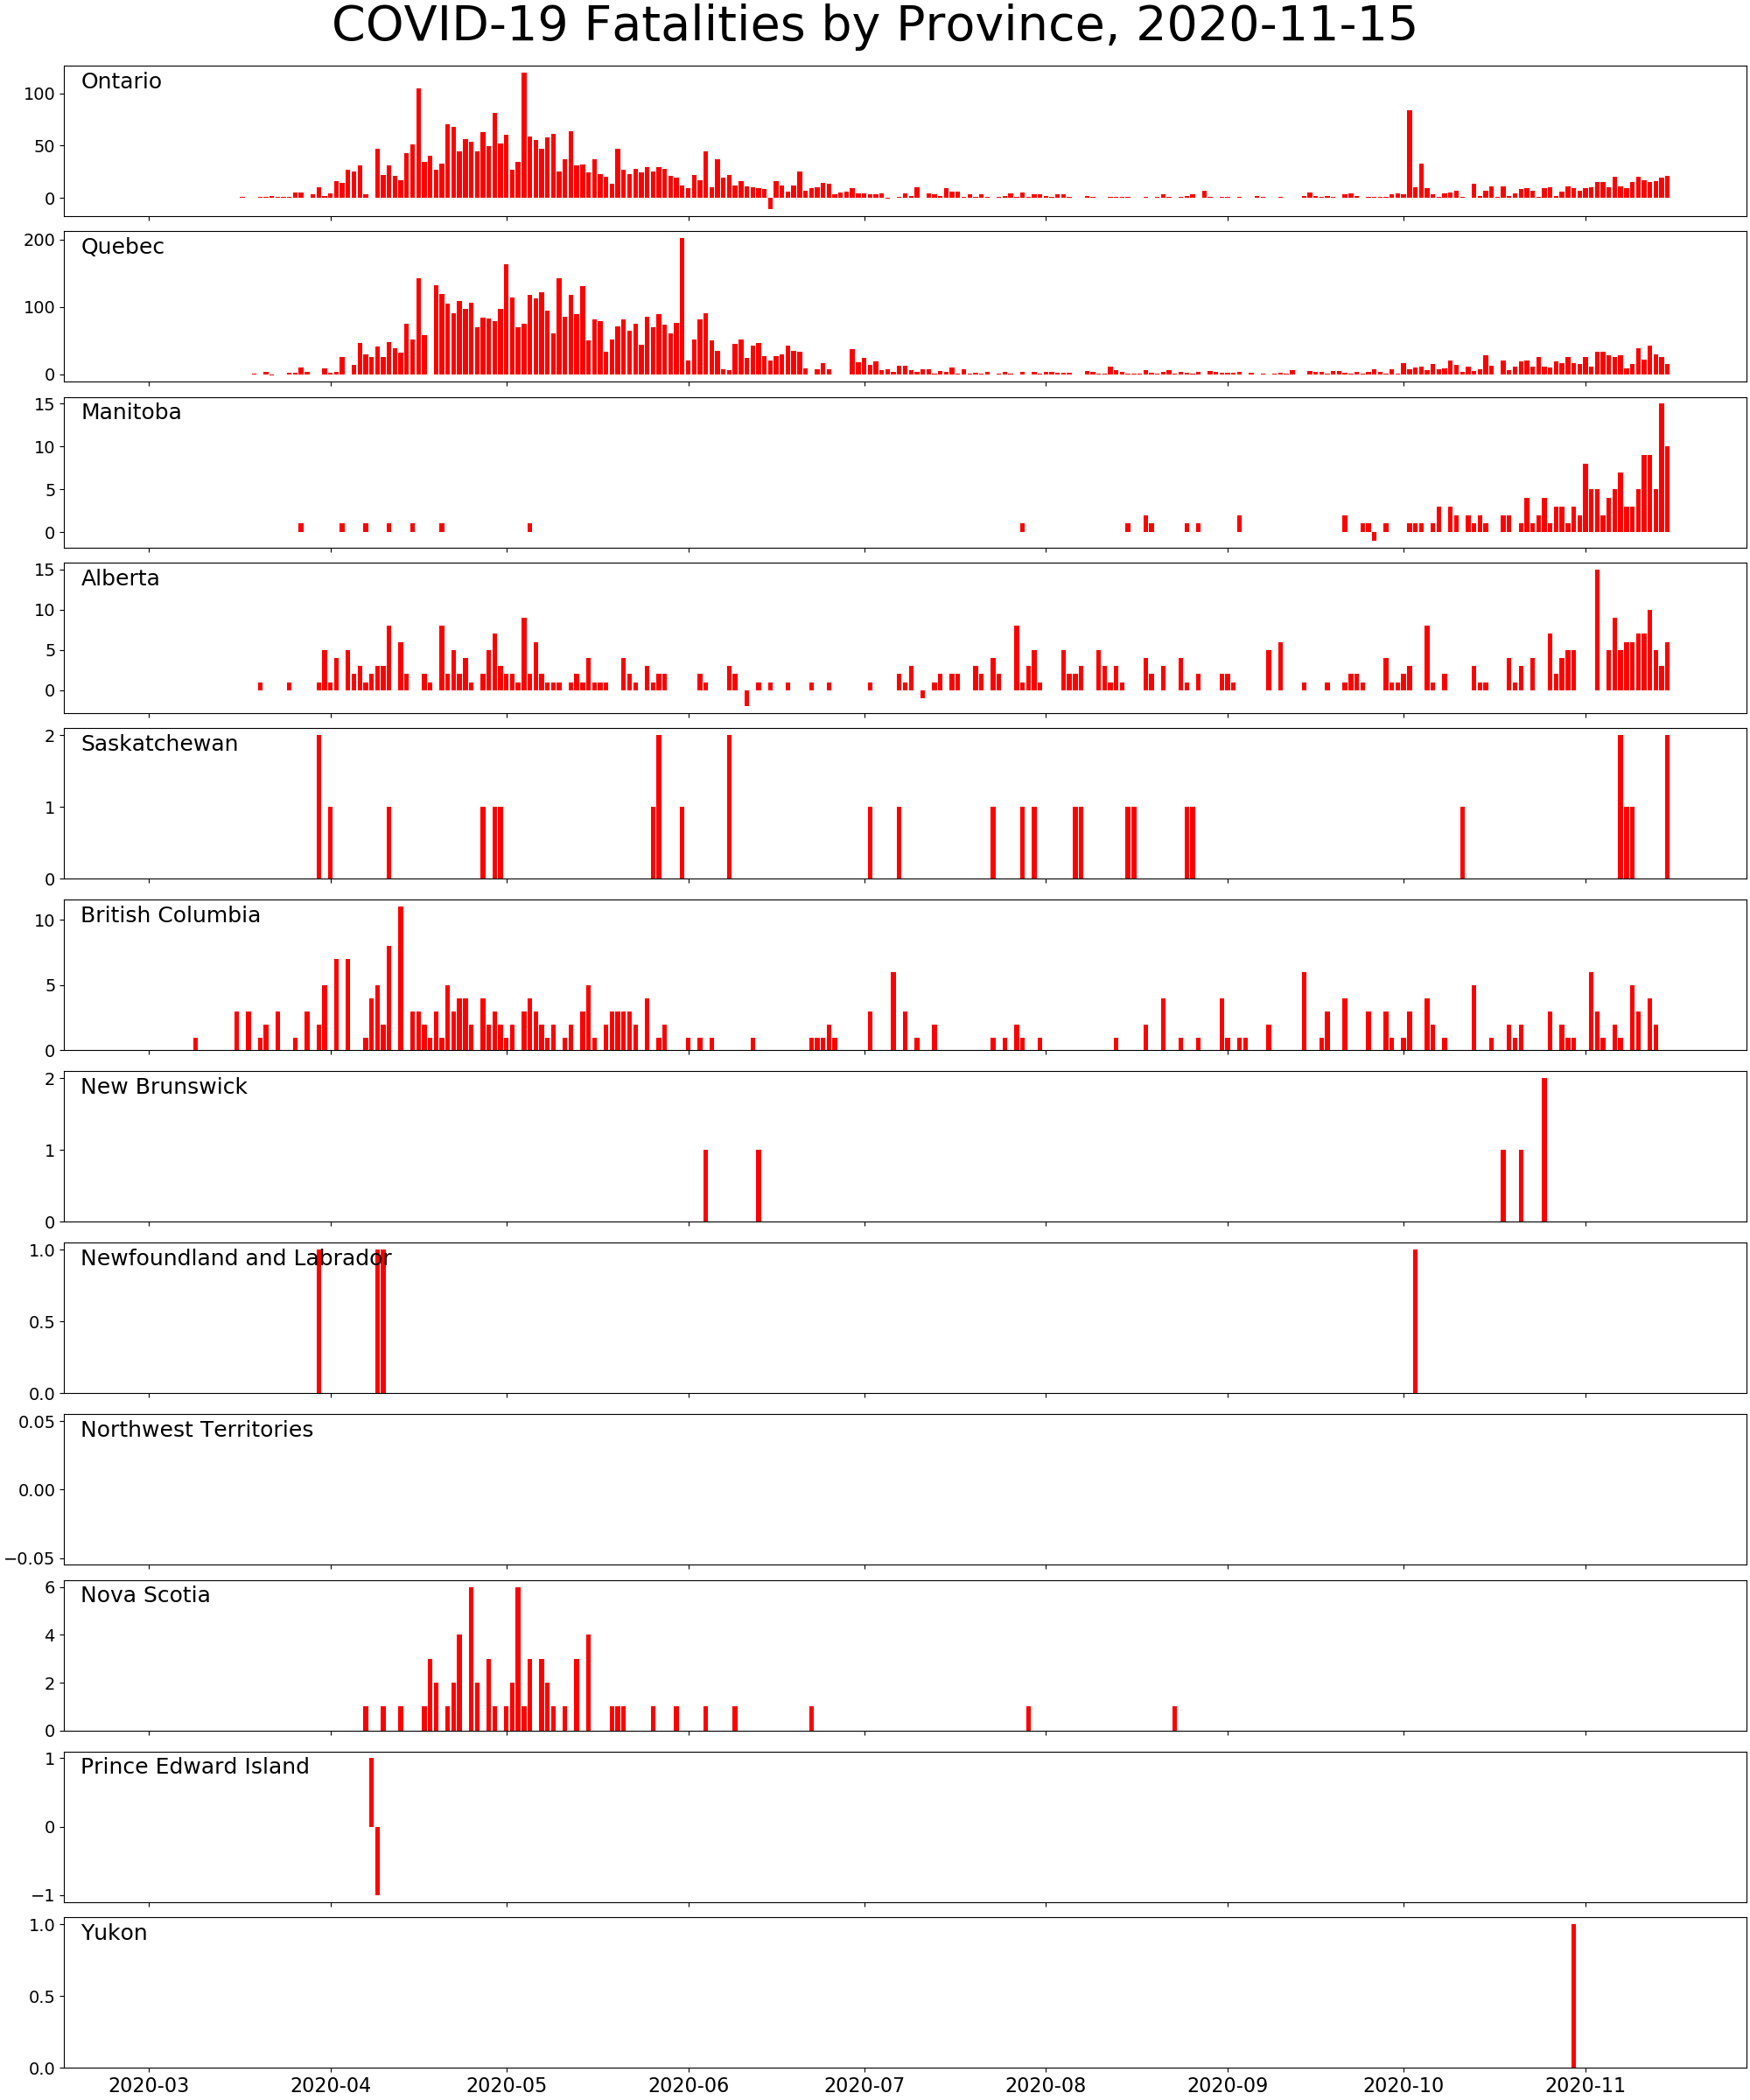 COVID-19 Fatalities by Province, 2020-11-15
Ontario
100
50
0
Quebec
200
100
0
Manitoba
15
10
5
0
Alberta
15
10
5
0
Saskatchewan
2
1
0
British Columbia
10
5
0
New Brunswick
2
1
0
Newfoundland and Labrador
1.0
0.5
0.0
Northwest Territories
0.05
0.00
−0.05
Nova Scotia
6
4
2
0
Prince Edward Island
1
0
−1
Yukon
1.0
0.5
0.0
2020-03 2020-04 2020-05 2020-06 2020-07 2020-08 2020-09 2020-10 2020-11